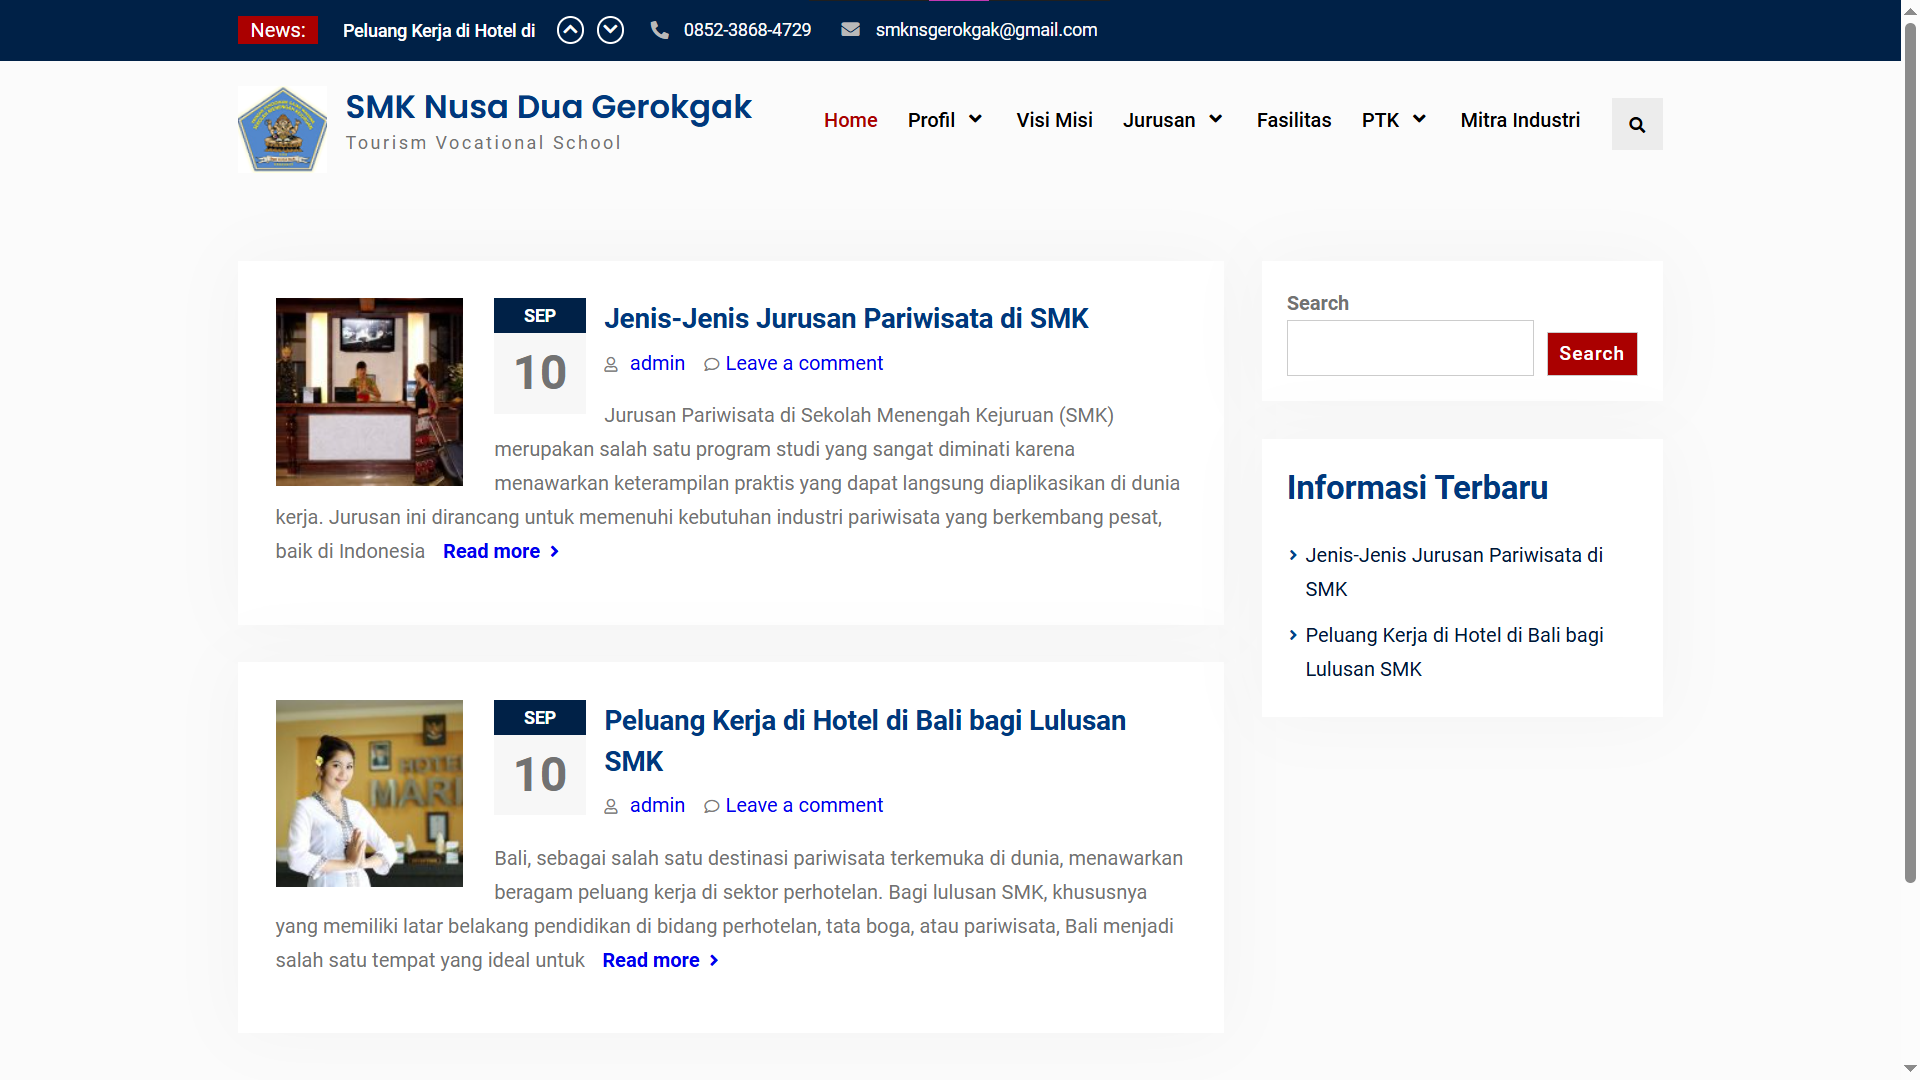 News: Peluang Kerja di Hotel di 0852-3868-4729 smknsgerokgak@gmail.com
SMK Nusa Dua Gerokgak
Tourism Vocational School
Home Profil Visi Misi Jurusan Fasilitas PTK Mitra Industri
SEP
10
Jenis-Jenis Jurusan Pariwisata di SMK
admin Leave a comment
Jurusan Pariwisata di Sekolah Menengah Kejuruan (SMK)
merupakan salah satu program studi yang sangat diminati karena
menawarkan keterampilan praktis yang dapat langsung diaplikasikan di dunia
kerja. Jurusan ini dirancang untuk memenuhi kebutuhan industri pariwisata yang berkembang pesat,
baik di Indonesia Read more
HOTEL
MARI
SEP
10
Peluang Kerja di Hotel di Bali bagi Lulusan
SMK
admin Leave a comment
Bali, sebagai salah satu destinasi pariwisata terkemuka di dunia, menawarkan
beragam peluang kerja di sektor perhotelan. Bagi lulusan SMK, khususnya
yang memiliki latar belakang pendidikan di bidang perhotelan, tata boga, atau pariwisata, Bali menjadi
salah satu tempat yang ideal untuk Read more
Search
Search
Informasi Terbaru
Jenis-Jenis Jurusan Pariwisata di
SMK
Peluang Kerja di Hotel di Bali bagi
Lulusan SMK